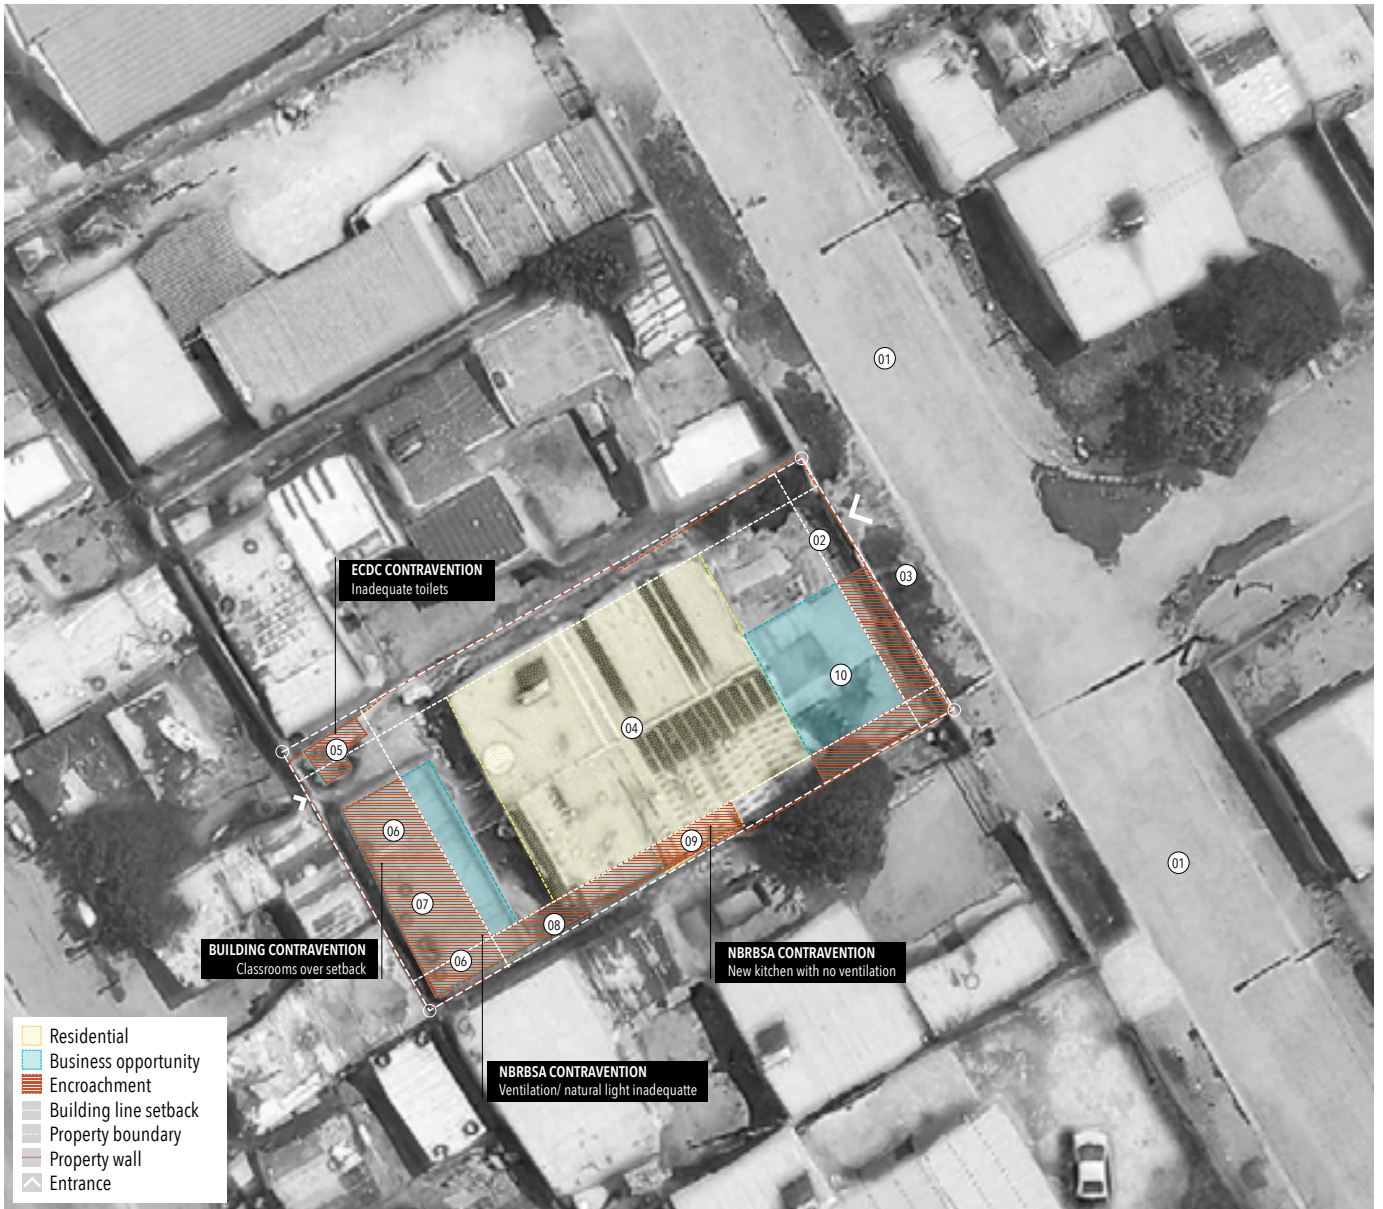 01
02
03
ECDC CONTRAVENTION
Inadequate toilets
10
04
05
06
09
01
07
08
06
BUILDING CONTRAVENTION
Classrooms over setback
NBRBSA CONTRAVENTION
New kitchen with no ventilation
NBRBSA CONTRAVENTION
Ventilation/ natural light inadequatte
Residential
Business opportunity
Encroachment
Building line setback
Property boundary
Property wall
Entrance